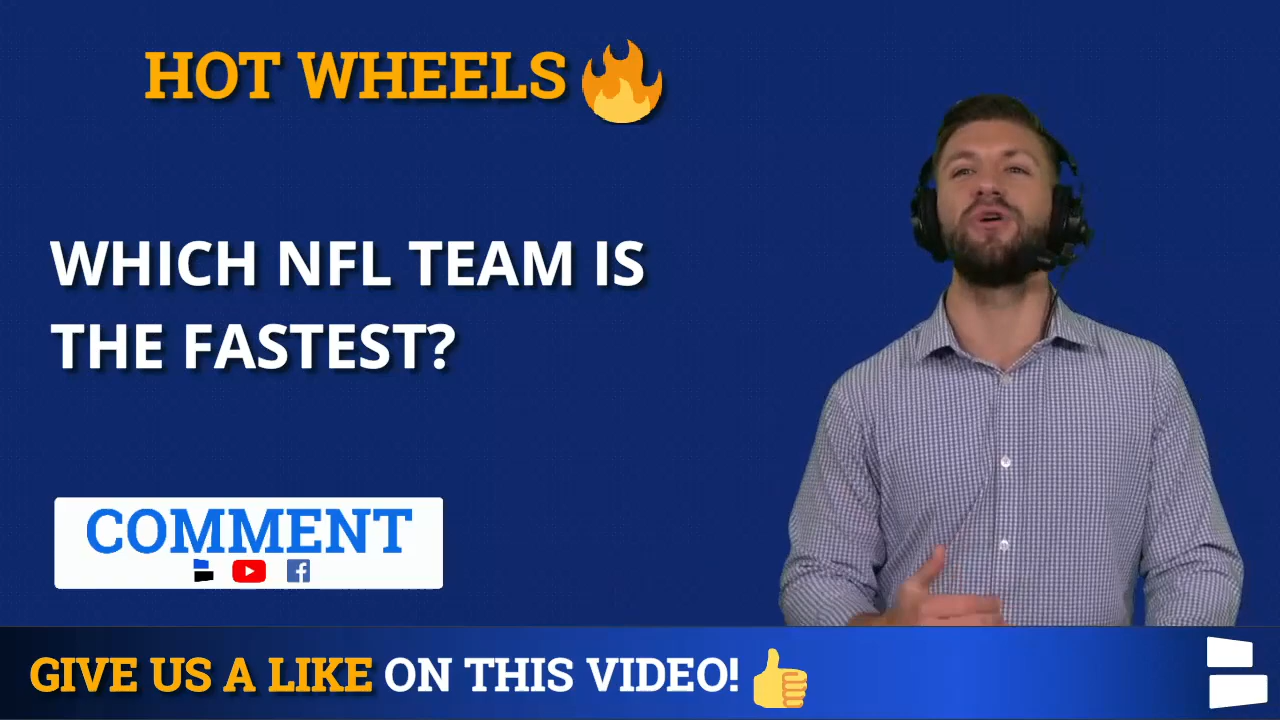 HOT WHEELS
WHICH NFL TEAM IS
THE FASTEST?
COMMENT
GIVE US A LIKE ON THIS VIDEO!